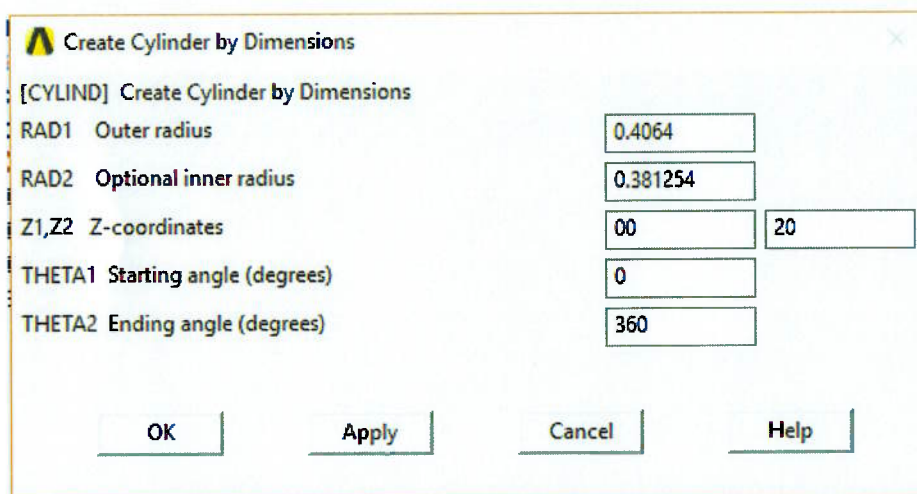 Create Cylinder by Dimensions
[CYLIND] Create Cylinder by Dimensions
RAD1 Outer radius 0.4064
RAD2 Optional inner radius 0.381254
Z1,Z2 Z-coordinates 00 20
THETA1 Starting angle (degrees) 0
THETA2 Ending angle (degrees) 360
OK Apply Cancel Help